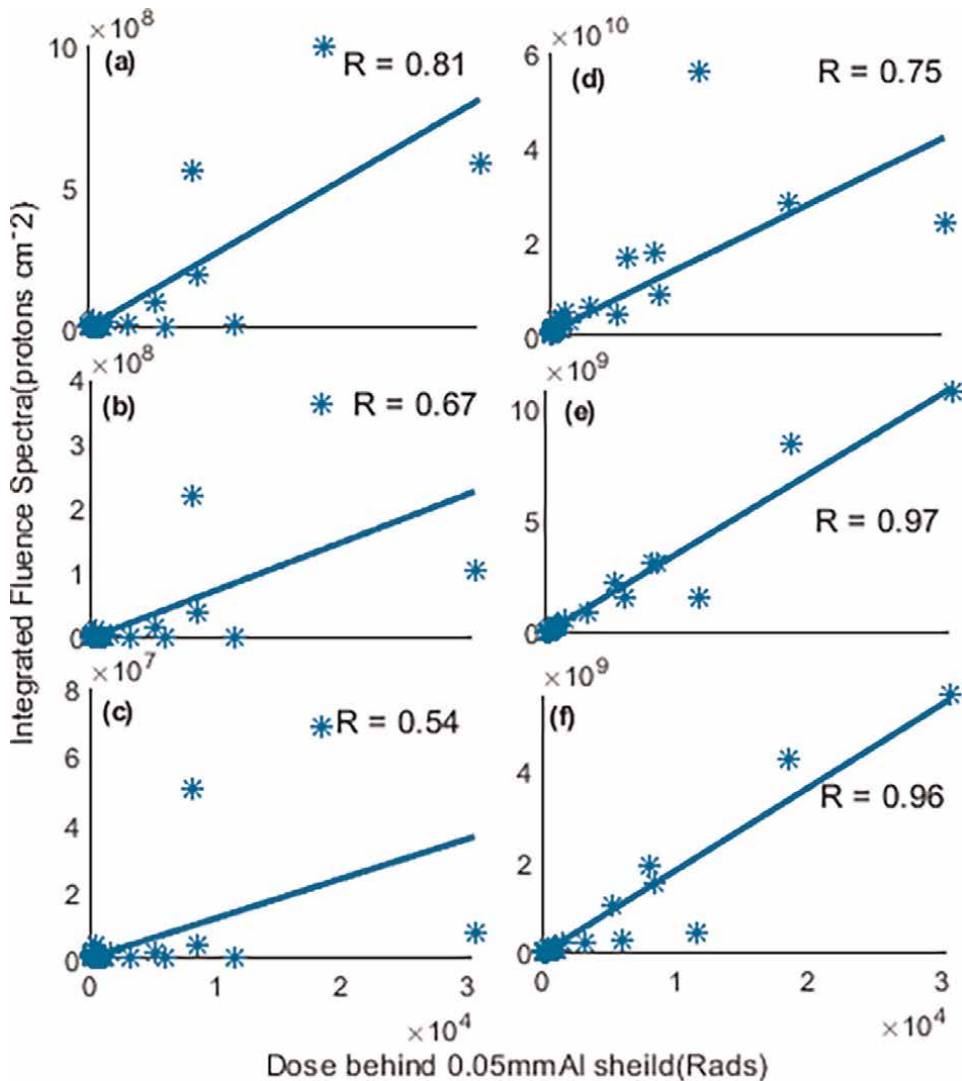 × 10^8
10
(a)
R = 0.81
5
0
× 10^8
4
(b)
R = 0.67
3
2
1
0
× 10^7
8
(c)
R = 0.54
6
4
2
0
0
1
2
3
× 10^4
× 10^10
6
(d)
R = 0.75
4
2
0
× 10^9
10
(e)
5
R = 0.97
0
× 10^9
(f)
4
R = 0.96
2
0
0
1
2
3
× 10^4
Integrated Fluence Spectra(protons cm^-2)
Dose behind 0.05mmAl sheild(Rads)